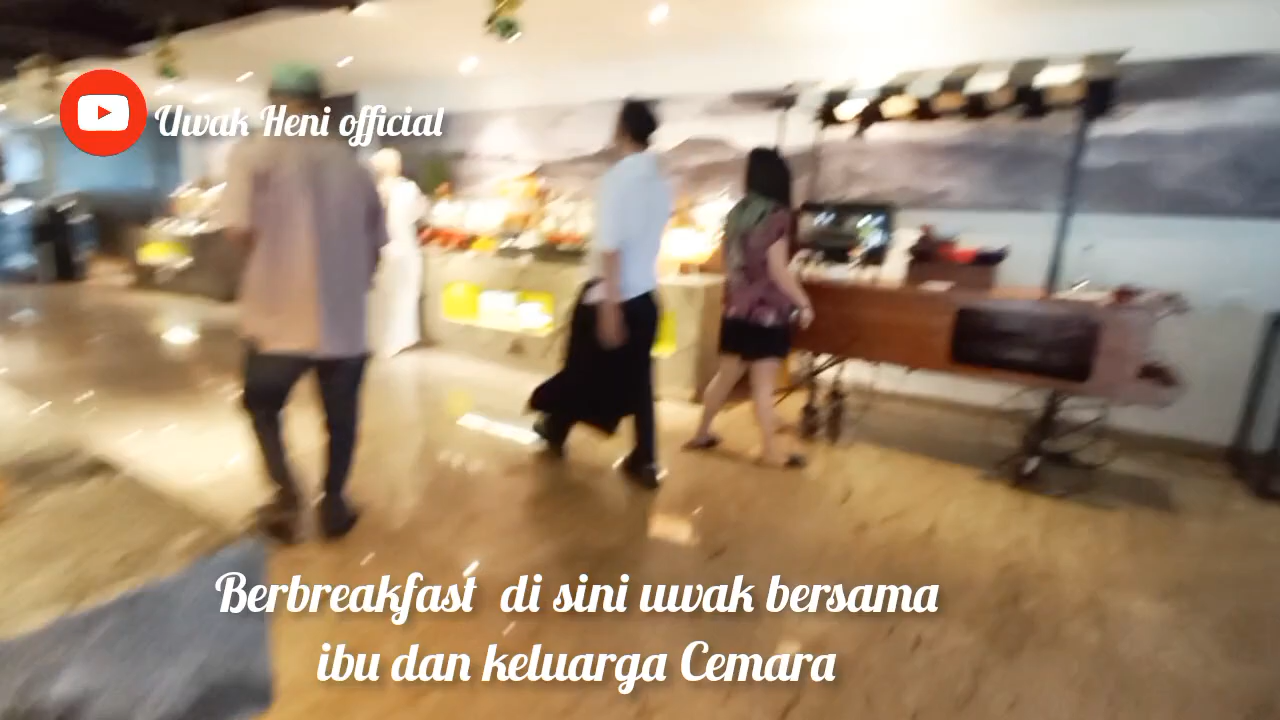 Uwak Heni official
Berbreakfast di sini uwak bersama
ibu dan keluarga Cemara